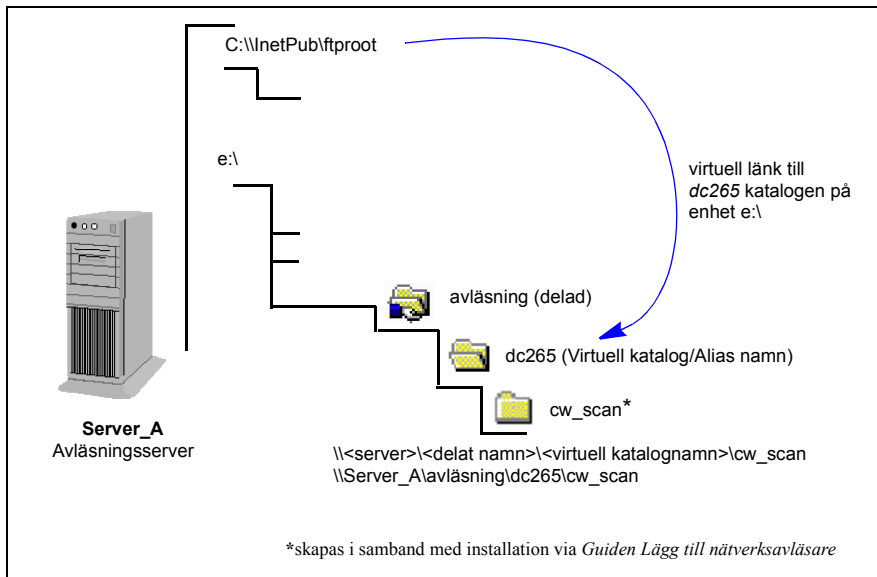 C:\\InetPub\ftproot
e:\
virtuell länk till
dc265 katalogen på
enhet e:\
avläsning (delad)
dc265 (Virtuell katalog/Alias namn)
cw_scan*
Server_A
Avläsningsserver
\\<server>\<delat namn>\<virtuell katalognamn>\cw_scan
\\Server_A\avläsning\dc265\cw_scan
*skapas i samband med installation via Guiden Lägg till nätverksavläsare